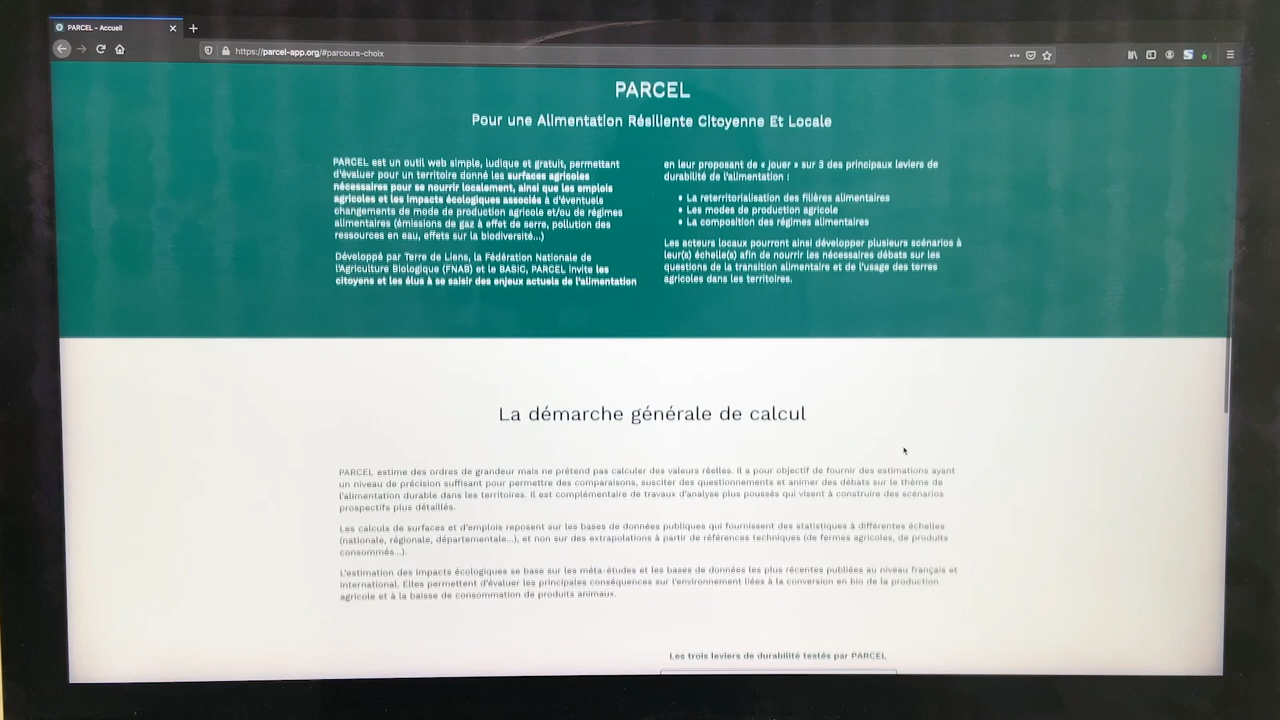 PARCEL - Accueil
https://parcel-app.org/#parcours-choix
PARCEL
Pour une Alimentation Résiliente Citoyenne Et Locale
PARCEL est un outil web simple, ludique et gratuit, permettant
d'évaluer pour un territoire donné les surfaces agricoles
nécessaires pour se nourrir localement, ainsi que les emplois
agricoles et les impacts écologiques associés à d'éventuels
changements de mode de production agricole et/ou de régimes
alimentaires (émissions de gaz à effet de serre, pollution des
ressources en eau, effets sur la biodiversité...)
Développé par Terre de Liens, la Fédération Nationale de
l'Agriculture Biologique (FNAB) et le BASIC, PARCEL invite les
citoyens et les élus à se saisir des enjeux actuels de l'alimentation
en leur proposant de « jouer » sur 3 des principaux leviers de
durabilité de l'alimentation :
• La reterritorialisation des filières alimentaires
• Les modes de production agricole
• La composition des régimes alimentaires
Les acteurs locaux pourront ainsi développer plusieurs scénarios à
leur(s) échelle(s) afin de nourrir les nécessaires débats sur les
questions de la transition alimentaire et de l'usage des terres
agricoles dans les territoires.
La démarche générale de calcul
PARCEL estime des ordres de grandeur mais ne prétend pas calculer des valeurs réelles. Il a pour objectif de fournir des estimations ayant
un niveau de précision suffisant pour permettre des comparaisons, susciter des questionnements et animer des débats sur le thème de
l'alimentation durable dans les territoires. Il est complémentaire de travaux d'analyse plus poussés qui visent à construire des scénarios
prospectifs plus détaillés.
Les calculs de surfaces et d'emplois reposent sur les bases de données publiques qui fournissent des statistiques à différentes échelles
(nationale, régionale, départementale...), et non sur des extrapolations à partir de références techniques (de fermes agricoles, de produits
consommés...).
L'estimation des impacts écologiques se base sur les méta-études et les bases de données les plus récentes publiées au niveau français et
international. Elles permettent d'évaluer les principales conséquences sur l'environnement liées à la conversion en bio de la production
agricole et à la baisse de consommation de produits animaux.
Les trois leviers de durabilité testés par PARCEL